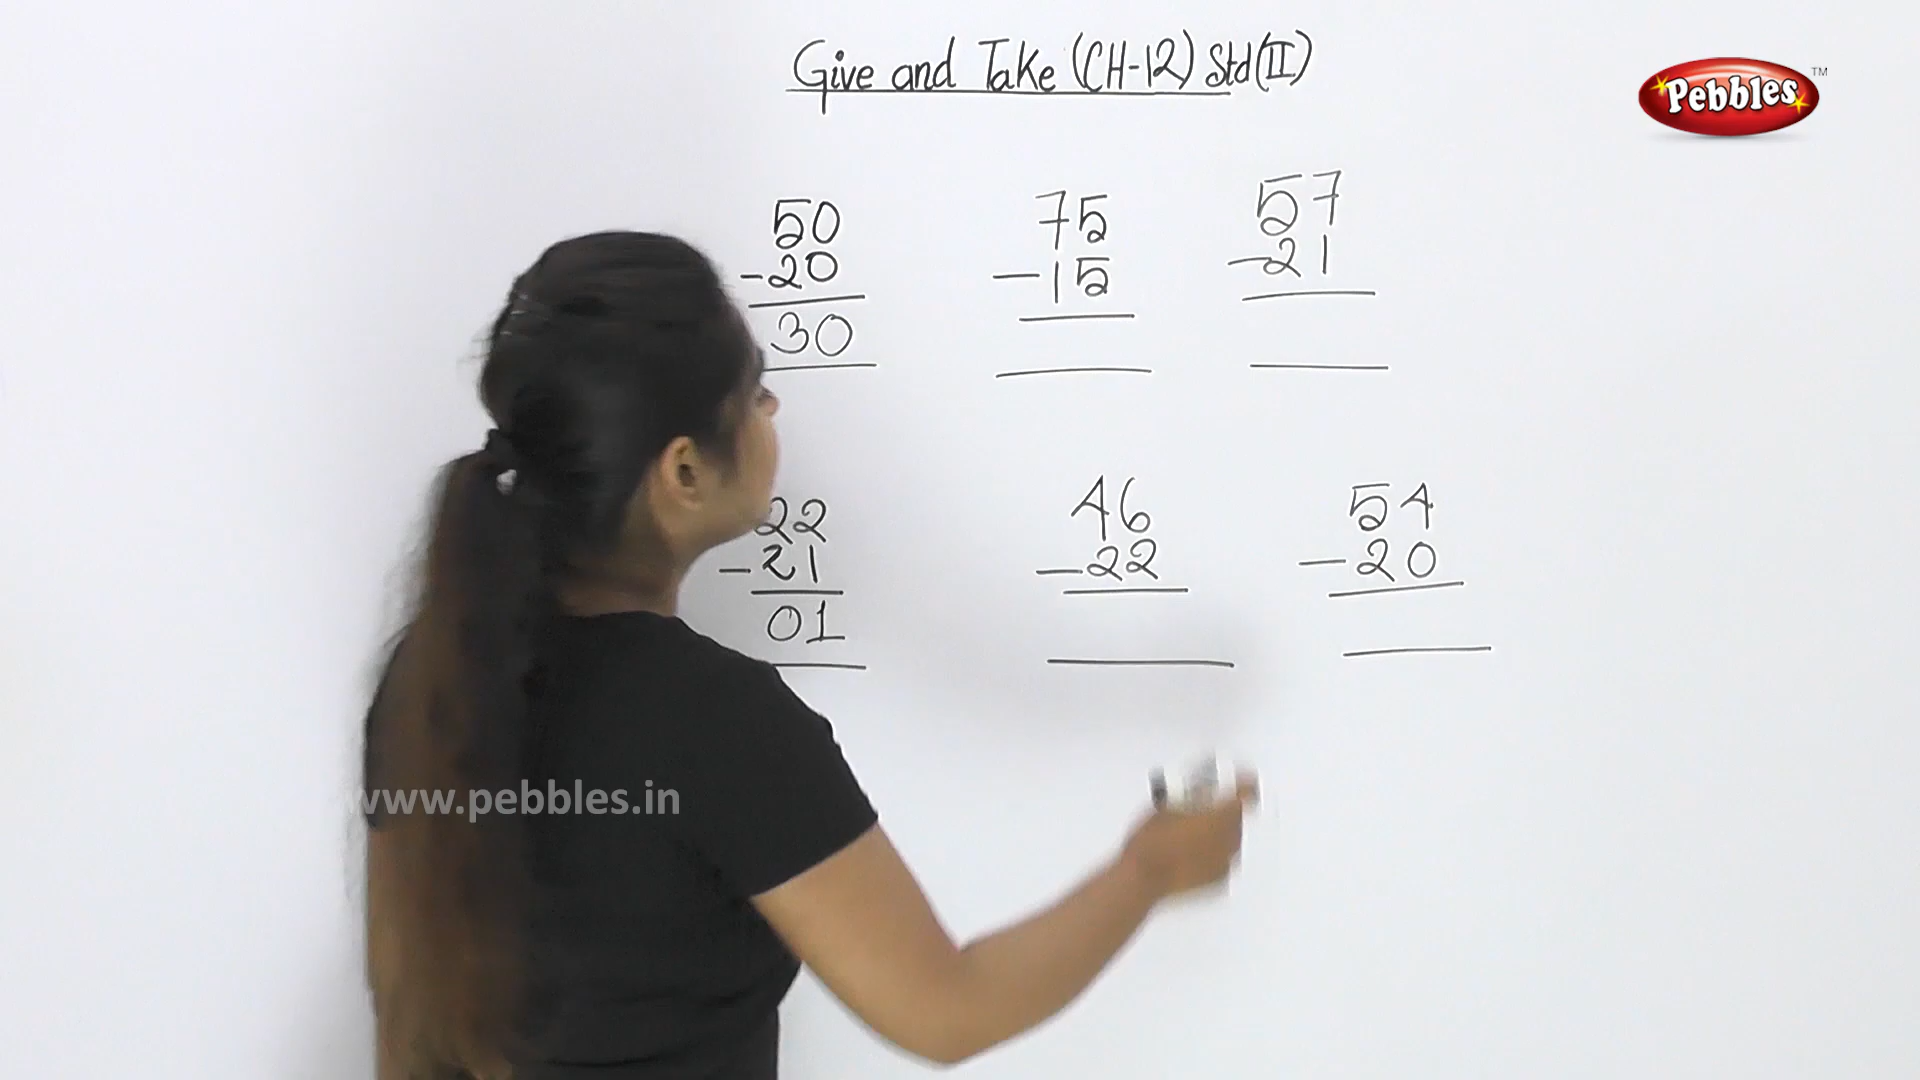 Give and Take (CH-12) Std(II)
Pebbles TM
50 75 57
-20 -15 -21
30
22 46 54
-21 -22 -20
01
www.pebbles.in